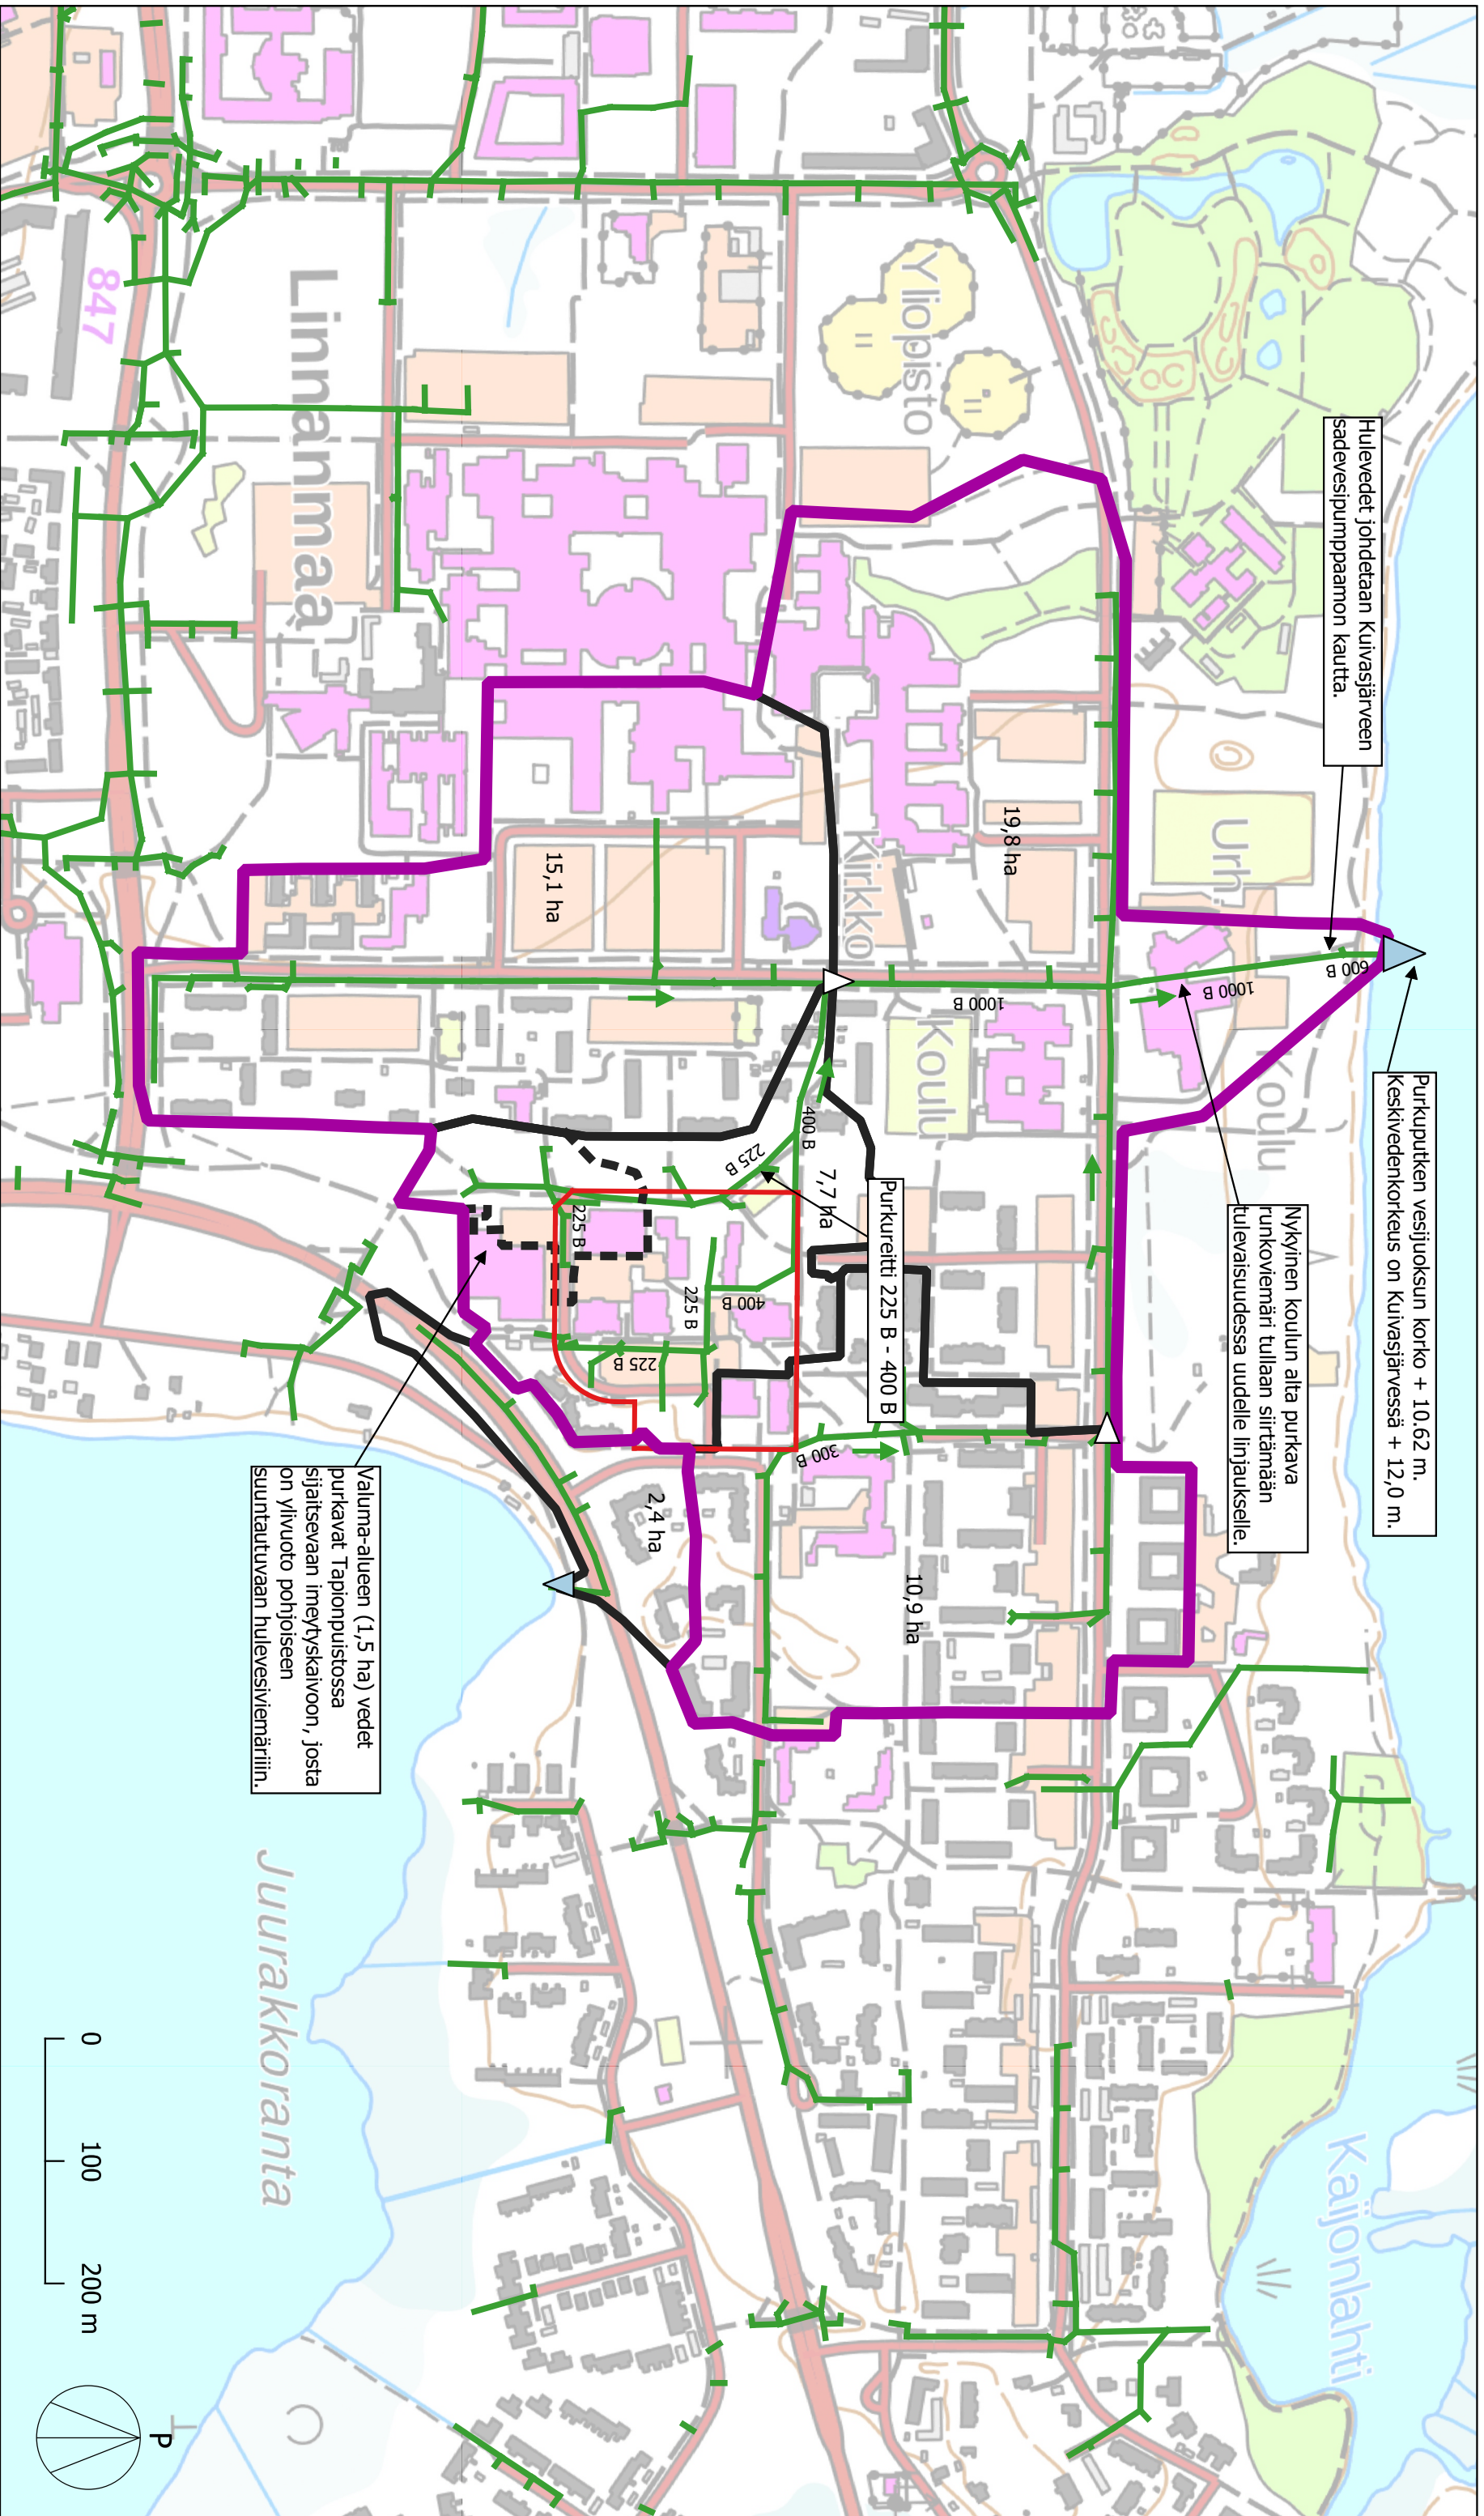 Hulevedet johdetaan Kuivasjärveen
sadevesipumppaamon kautta.
Purkuputken vesijuoksun korko + 10.62 m.
Keskivedenkorkeus on Kuivasjärvessä + 12,0 m.
Nykyinen koulun alta purkava
runkoviemäri tullaan siirtämään
tulevaisuudessa uudelle linjaukselle.
Purkureitti 225 B - 400 B
Valuma-alueen (1,5 ha) vedet
purkavat Tapionpuistossa
sijaitsevaan imeytyskaivoon, josta
on ylivuoto pohjoiseen
suuntautuvaan hulevesiviemäriin.
Kaijonlahti
Urh.
Koulu
600 B
1000 B
Yliopisto
Kirkko
Koulu
19,8 ha
1000 B
10,9 ha
7,7 ha
400 B
225 B
300 B
400 B
225 B
225 B
225 B
2,4 ha
15,1 ha
Linnanmaa
847
Juurakkoranta
0
100
200 m
P